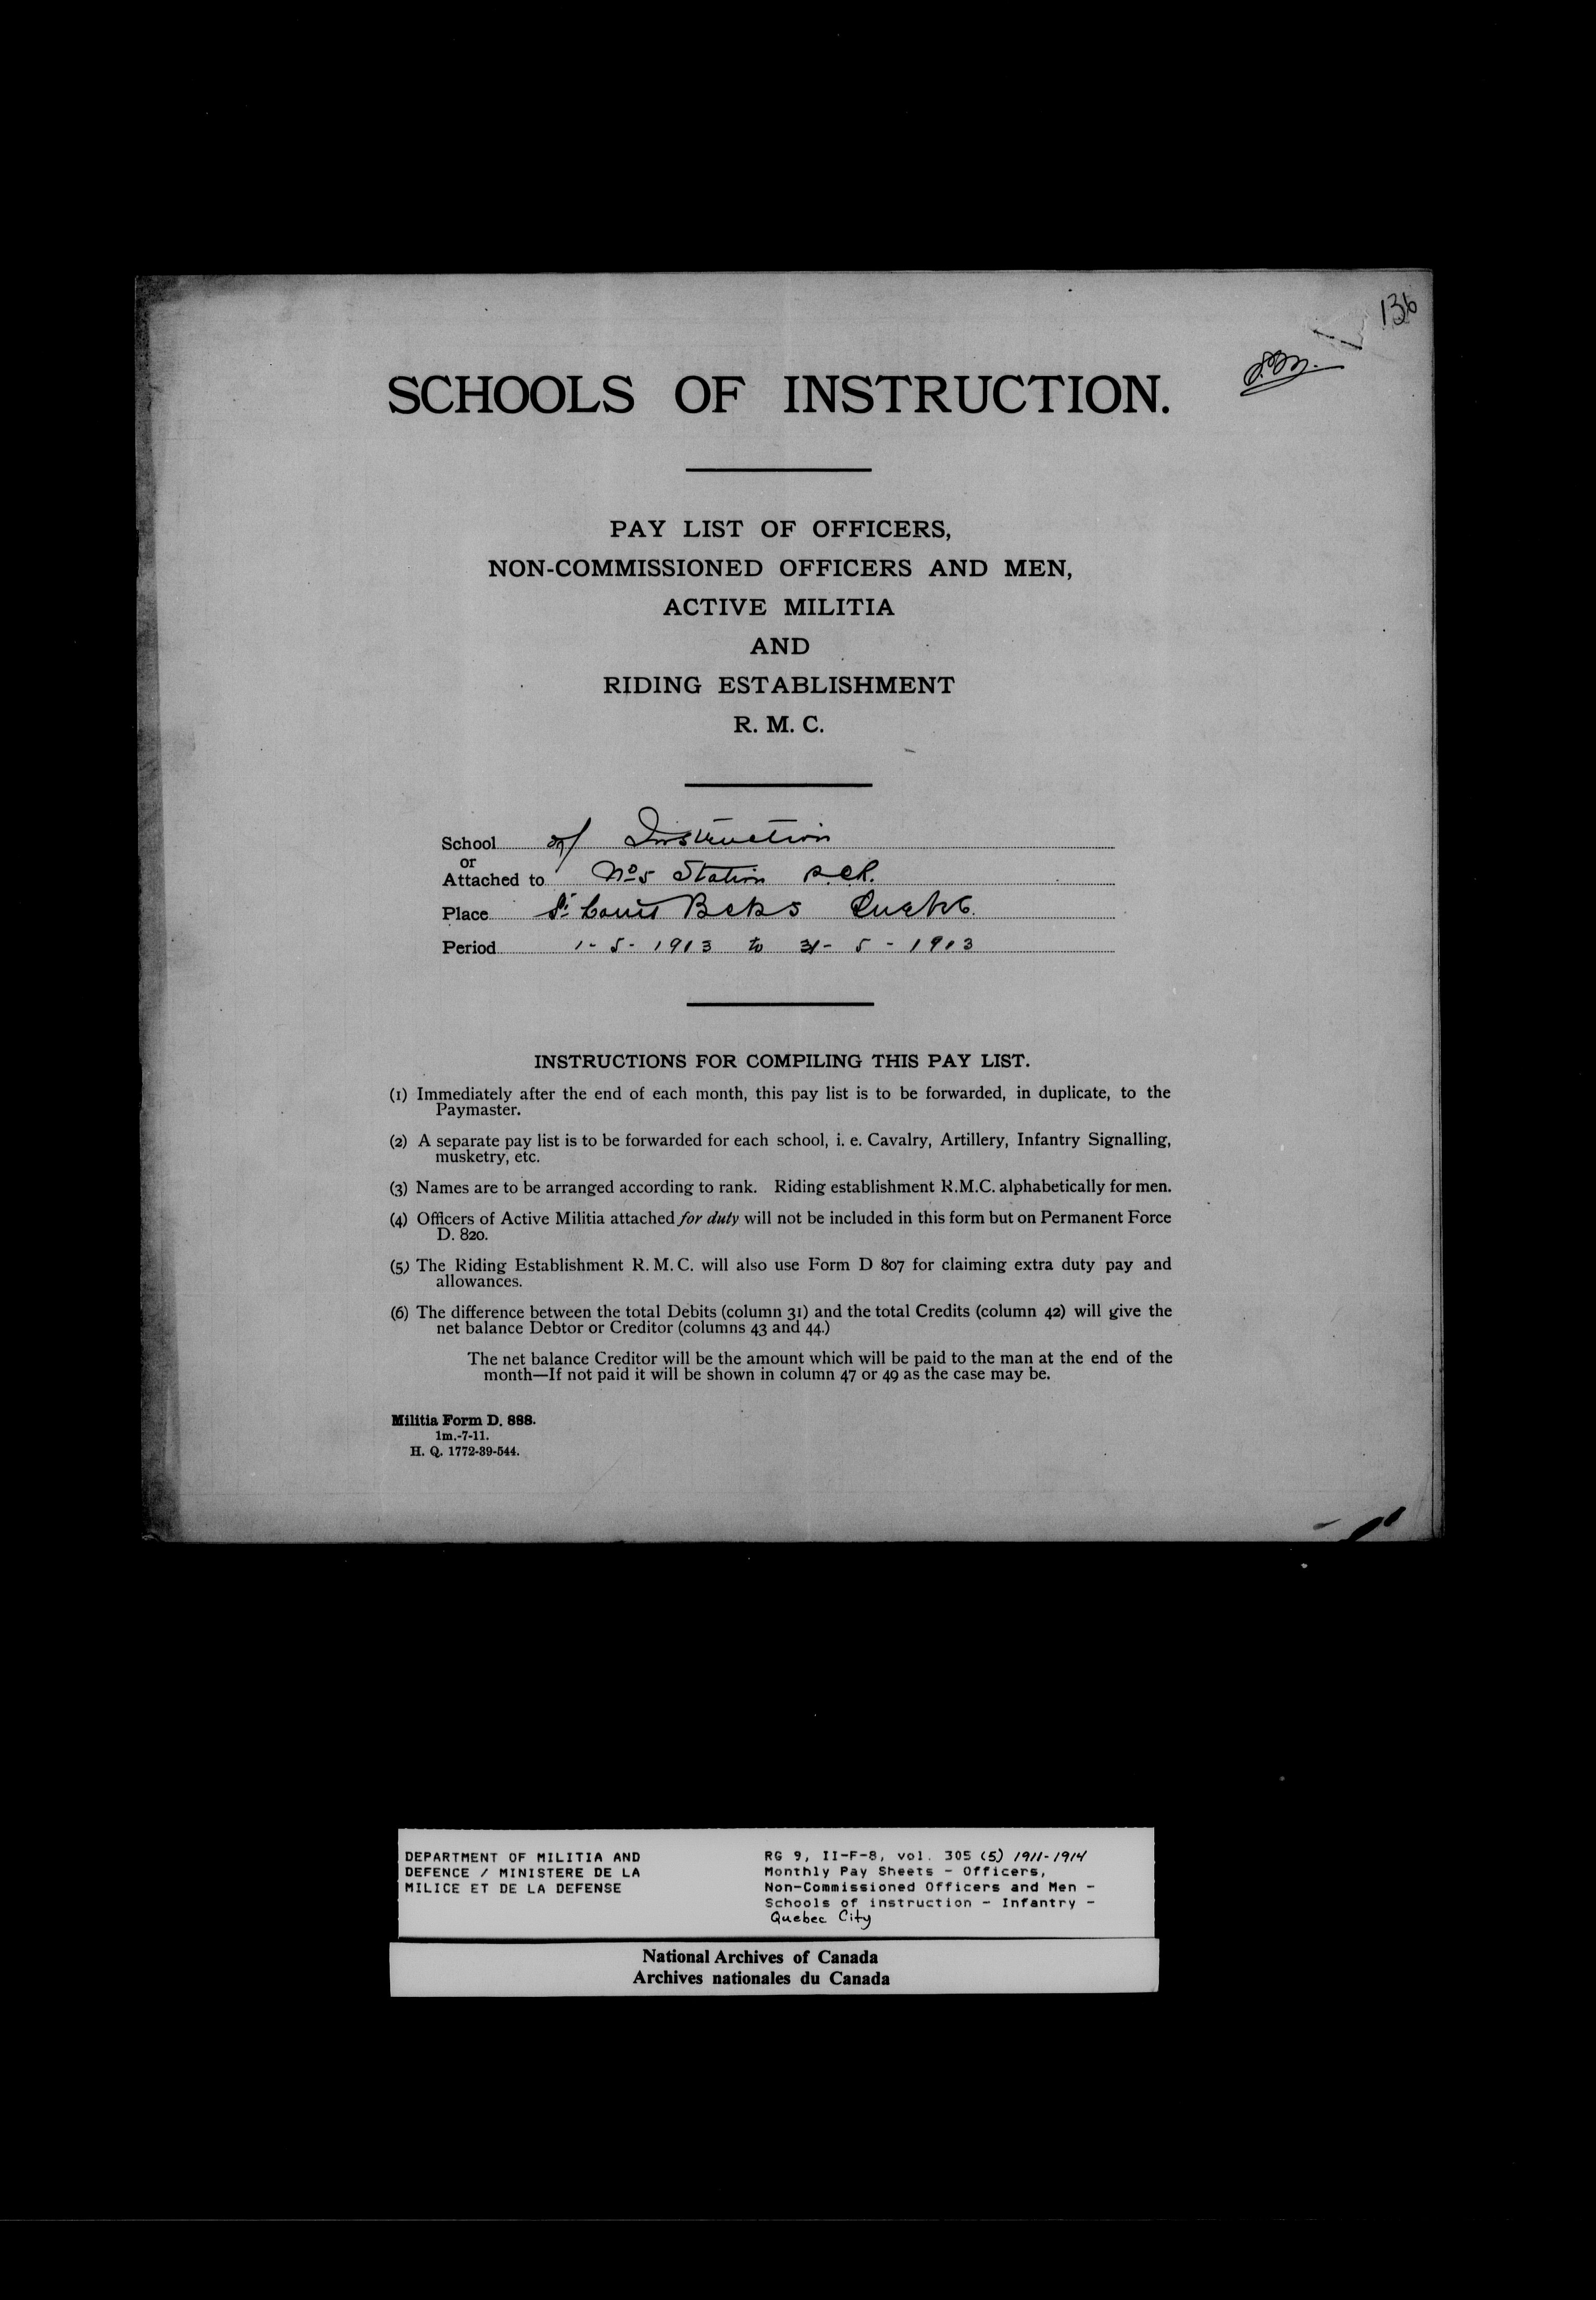 136
SCHOOLS OF INSTRUCTION.
PAY LIST OF OFFICERS,
NON-COMMISSIONED OFFICERS AND MEN,
ACTIVE MILITIA
AND
RIDING ESTABLISHMENT
R. M. C.
School of Instruction
or
Attached to No 5 Station R.C.R.
Place St Louis Bcks Quebec.
Period 1-5-1913 to 31-5-1913
INSTRUCTIONS FOR COMPILING THIS PAY LIST.
(1) Immediately after the end of each month, this pay list is to be forwarded, in duplicate, to the
Paymaster.
(2) A separate pay list is to be forwarded for each school, i. e. Cavalry, Artillery, Infantry Signalling,
musketry, etc.
(3) Names are to be arranged according to rank. Riding establishment R.M.C. alphabetically for men.
(4) Officers of Active Militia attached for duty will not be included in this form but on Permanent Force
D. 820.
(5) The Riding Establishment R. M. C. will also use Form D 807 for claiming extra duty pay and
allowances.
(6) The difference between the total Debits (column 31) and the total Credits (column 42) will give the
net balance Debtor or Creditor (columns 43 and 44.)
The net balance Creditor will be the amount which will be paid to the man at the end of the
month—If not paid it will be shown in column 47 or 49 as the case may be.
Militia Form D. 888.
1m.-7-11.
H. Q. 1772-39-544.
DEPARTMENT OF MILITIA AND
DEFENCE / MINISTERE DE LA
MILICE ET DE LA DEFENSE
RG 9, II-F-8, vol. 305 (5) 1911-1914
Monthly Pay Sheets - Officers,
Non-Commissioned Officers and Men -
Schools of instruction - Infantry -
Quebec City
National Archives of Canada
Archives nationales du Canada